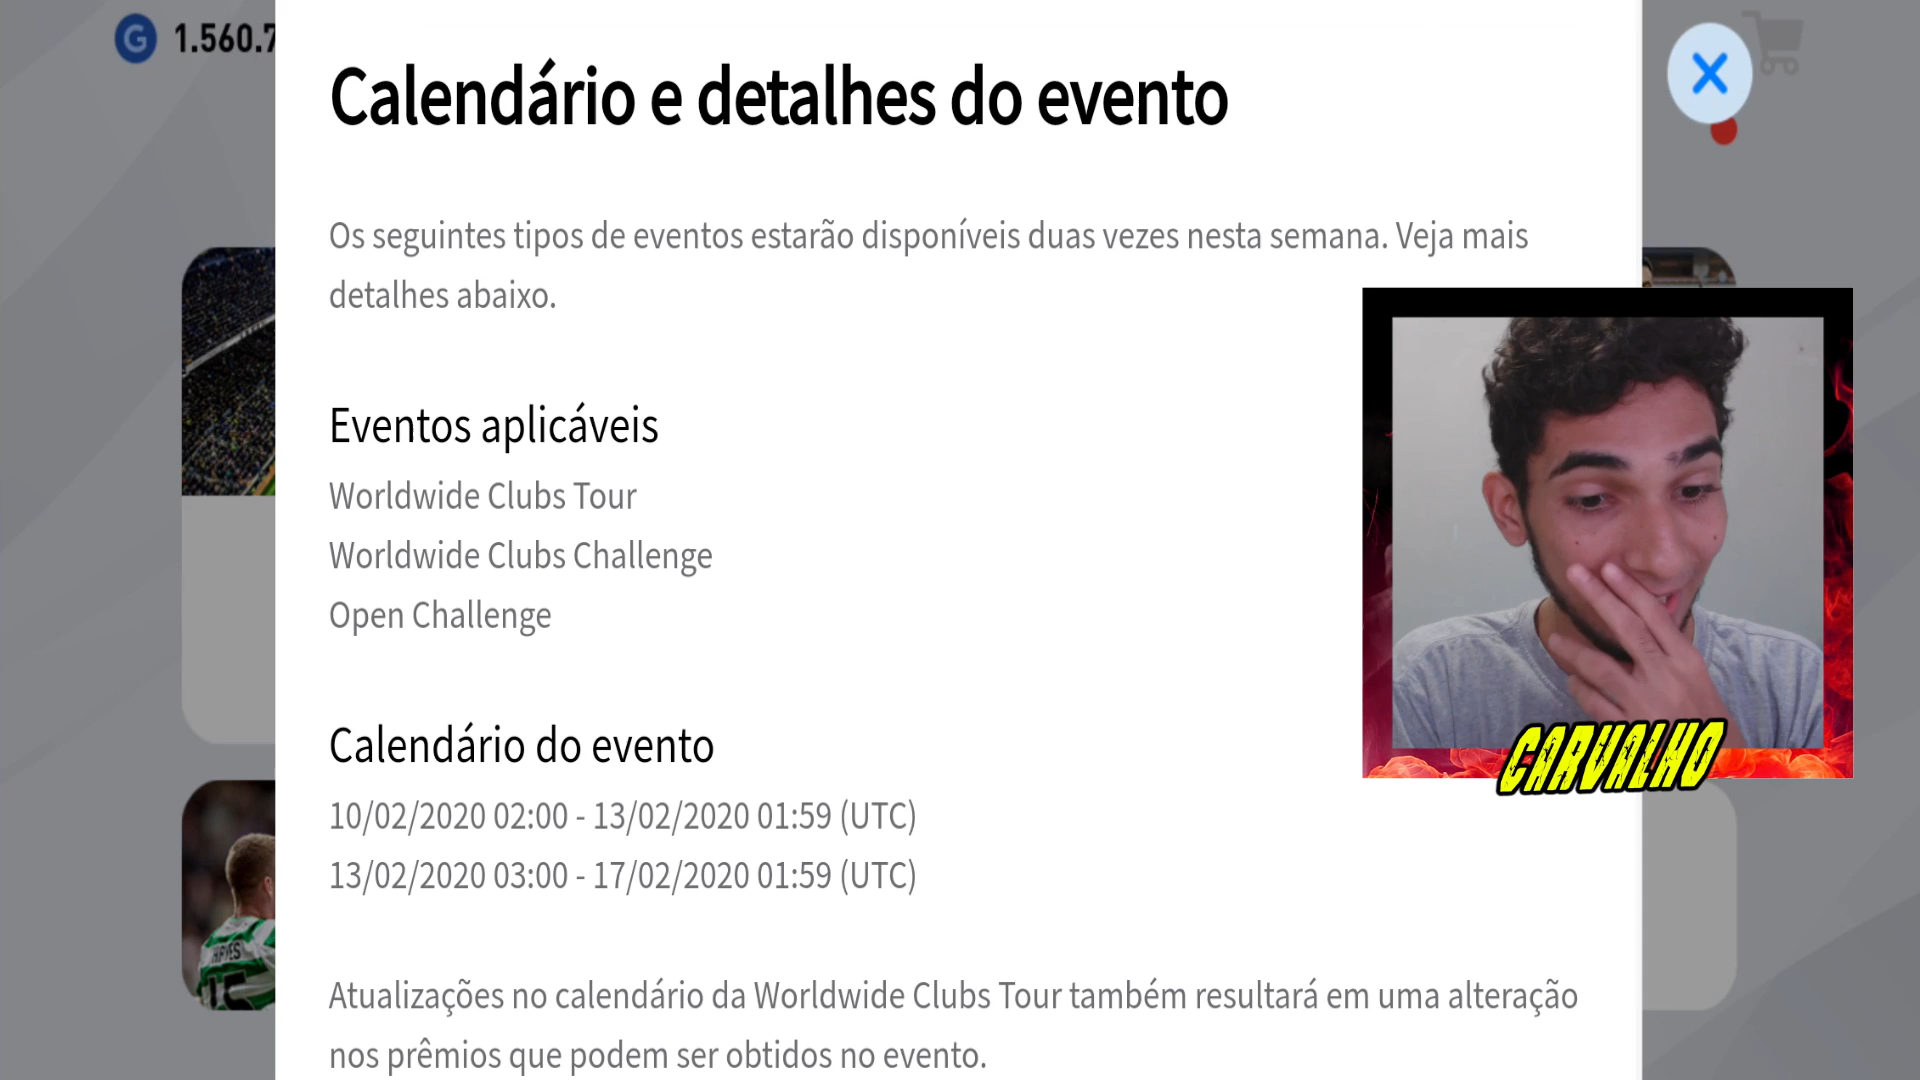 G 1.560.7
Calendário e detalhes do evento
Os seguintes tipos de eventos estarão disponíveis duas vezes nesta semana. Veja mais
detalhes abaixo.
Eventos aplicáveis
Worldwide Clubs Tour
Worldwide Clubs Challenge
Open Challenge
CARVALHO
Calendário do evento
10/02/2020 02:00 - 13/02/2020 01:59 (UTC)
13/02/2020 03:00 - 17/02/2020 01:59 (UTC)
HAYES
15
Atualizações no calendário da Worldwide Clubs Tour também resultará em uma alteração
nos prêmios que podem ser obtidos no evento.